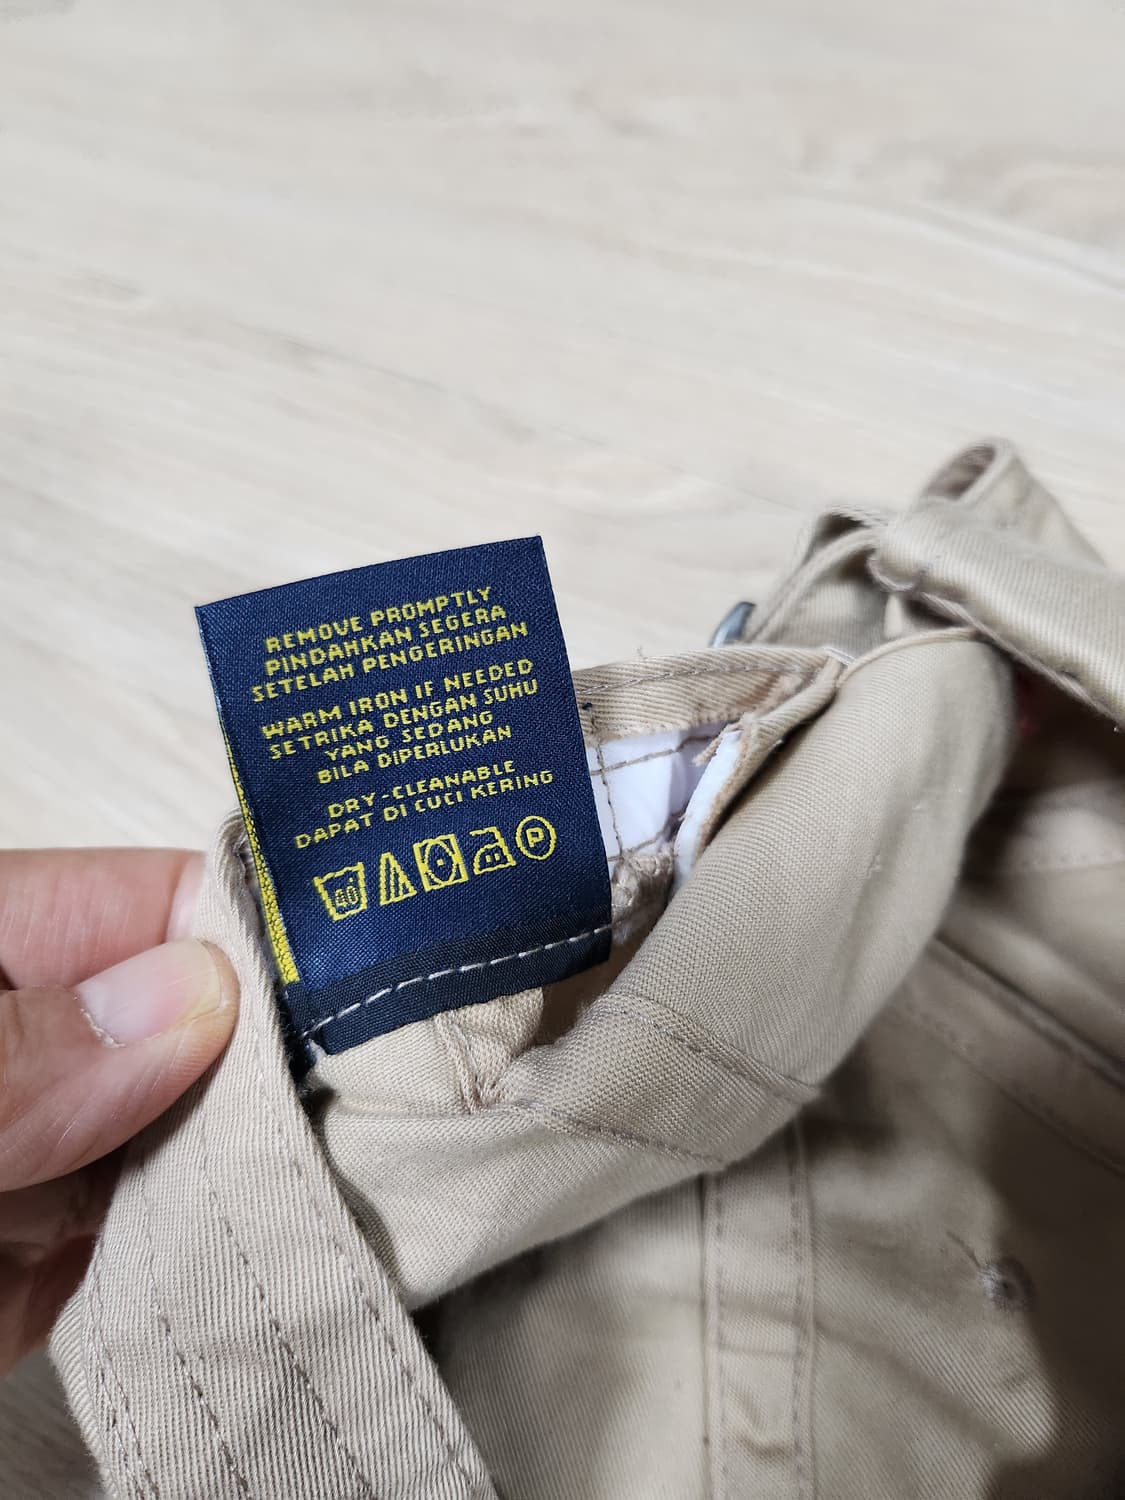 REMOVE PROMPTLY
PINDAHKAN SEGERA
SETELAH PENGERINGAN
WARM IRON IF NEEDED
SETRIKA DENGAN SUHU
YANG SEDANG
BILA DIPERLUKAN
DRY-CLEANABLE
DAPAT DI CUCI KERING
40 P